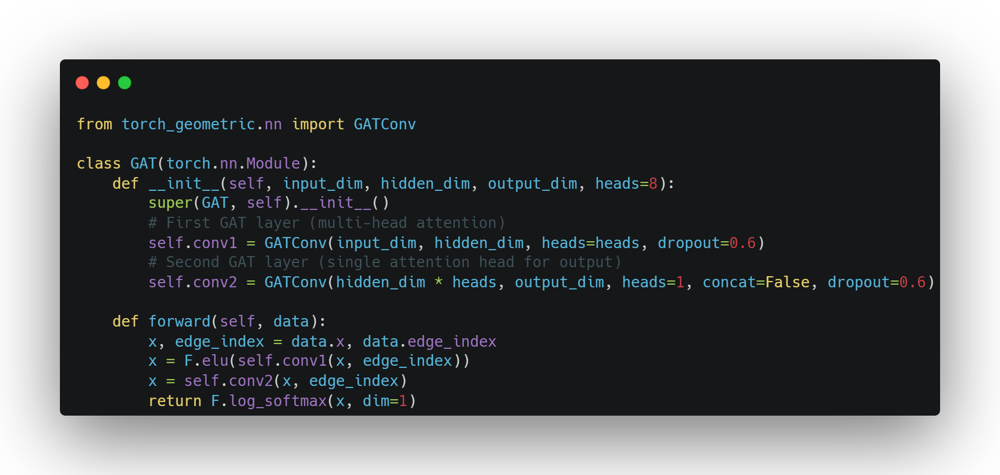 from torch_geometric.nn import GATConv

class GAT(torch.nn.Module):
    def __init__(self, input_dim, hidden_dim, output_dim, heads=8):
        super(GAT, self).__init__()
        # First GAT layer (multi-head attention)
        self.conv1 = GATConv(input_dim, hidden_dim, heads=heads, dropout=0.6)
        # Second GAT layer (single attention head for output)
        self.conv2 = GATConv(hidden_dim * heads, output_dim, heads=1, concat=False, dropout=0.6)

    def forward(self, data):
        x, edge_index = data.x, data.edge_index
        x = F.elu(self.conv1(x, edge_index))
        x = self.conv2(x, edge_index)
        return F.log_softmax(x, dim=1)